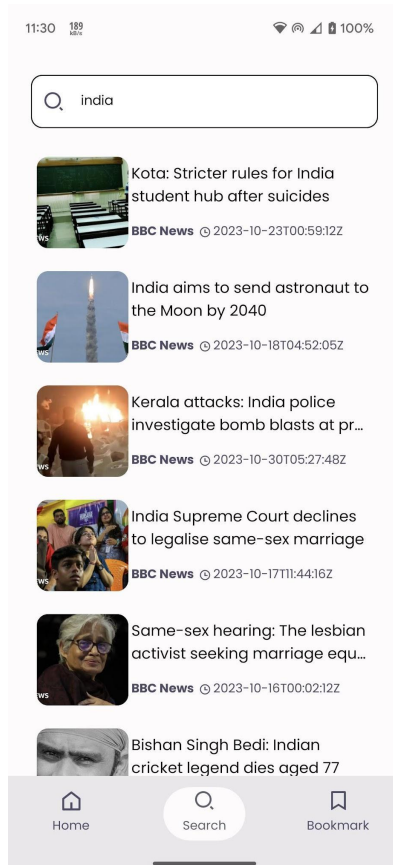 11:30 189 kB/s 100%
india
Kota: Stricter rules for India
student hub after suicides
BBC News 2023-10-23T00:59:12Z
India aims to send astronaut to
the Moon by 2040
BBC News 2023-10-18T04:52:05Z
Kerala attacks: India police
investigate bomb blasts at pr...
BBC News 2023-10-30T05:27:48Z
India Supreme Court declines
to legalise same-sex marriage
BBC News 2023-10-17T11:44:16Z
Same-sex hearing: The lesbian
activist seeking marriage equ...
BBC News 2023-10-16T00:02:12Z
Bishan Singh Bedi: Indian
cricket legend dies aged 77
Home Search Bookmark